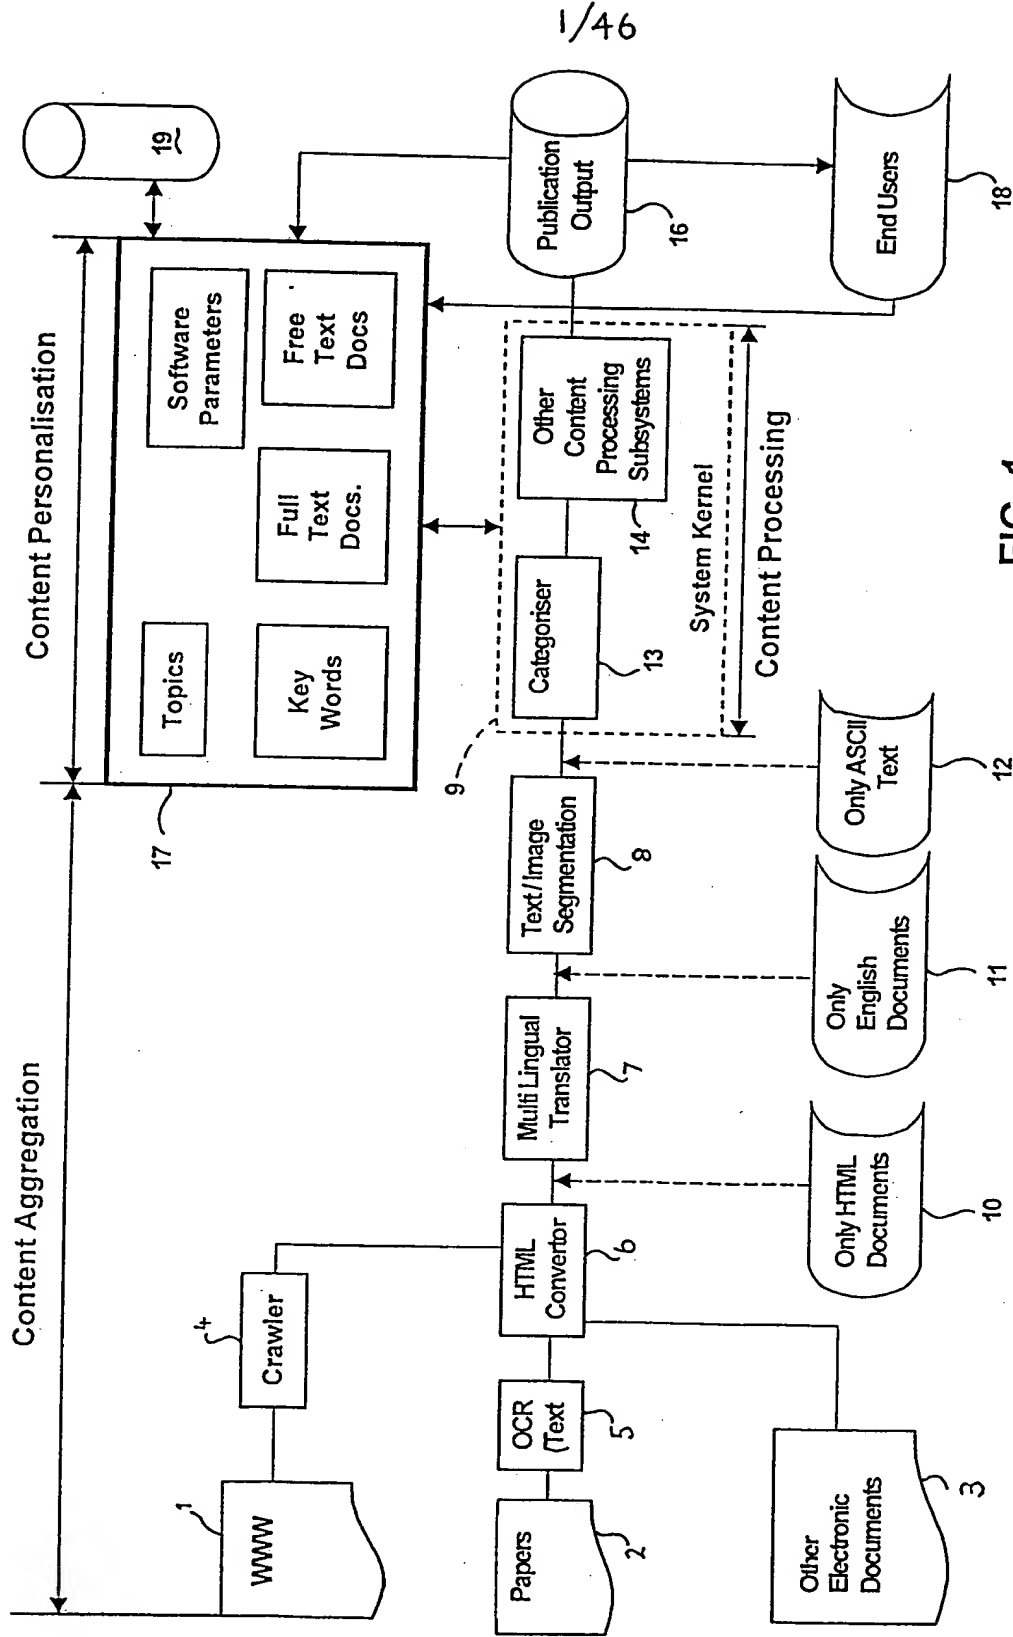 1/46
Content Aggregation
Content Personalisation
1
WWW
4
Crawler
Papers
2
OCR
(Text
5
Other
Electronic
Documents
3
HTML
Convertor
6
Multi Lingual
Translator
7
Text/Image
Segmentation
8
Only HTML
Documents
10
Only
English
Documents
11
Only ASCII
Text
12
17
Topics
Software
Parameters
Key
Words
Full
Text
Docs.
Free
Text
Docs
19
9
Categoriser
13
Other
Content
Processing
Subsystems
14
System Kernel
Content Processing
Publication
Output
16
End Users
18
FIG. 1